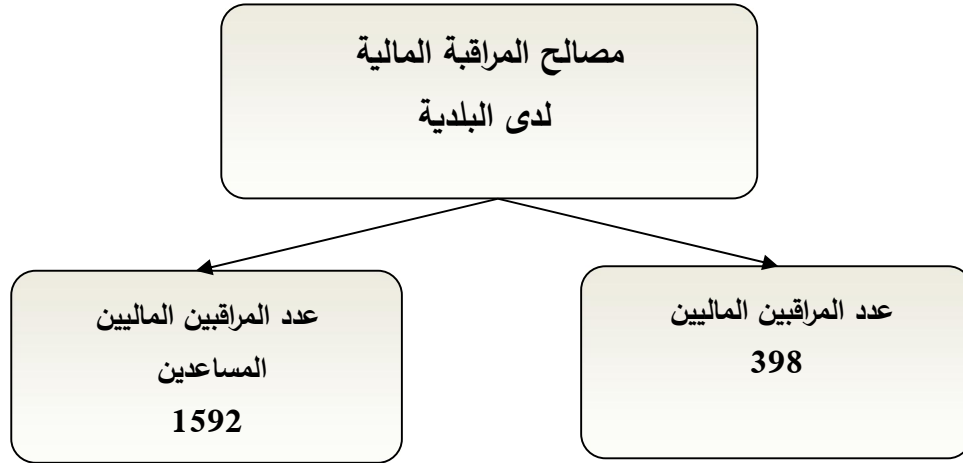 مصالح المراقبة المالية
لدى البلدية
عدد المراقبين الماليين
398
عدد المراقبين الماليين
المساعدين
1592